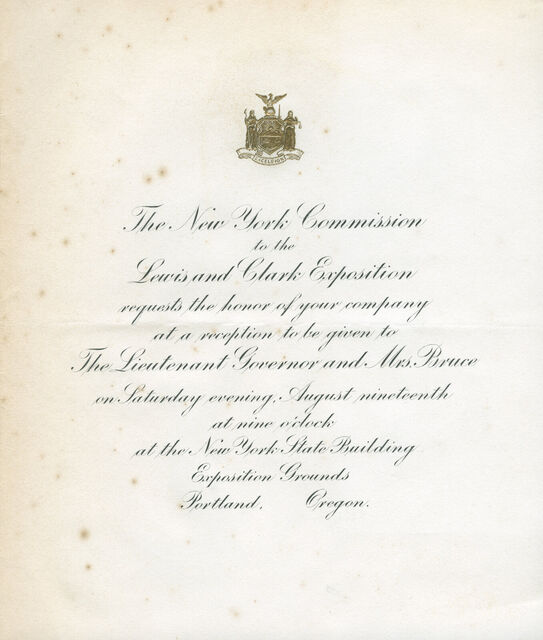 EXCELSIOR
The New York Commission
to the
Lewis and Clark Exposition
requests the honor of your company
at a reception to be given to
The Lieutenant Governor and Mrs. Bruce
on Saturday evening, August nineteenth
at nine o'clock
at the New York State Building
Exposition Grounds
Portland, Oregon.